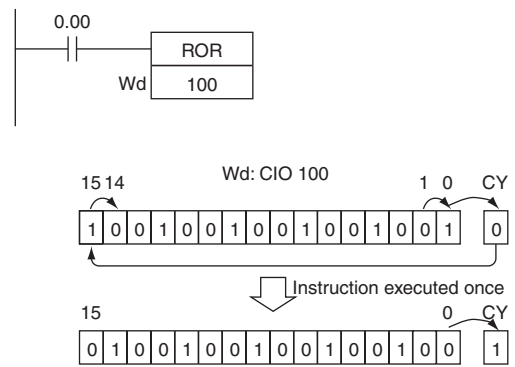 0.00
ROR
Wd 100
Wd: CIO 100
15 14 1 0 CY
1 0 0 1 0 0 1 0 0 1 0 0 1 0 0 1 0
Instruction executed once
15 0 CY
0 1 0 0 1 0 0 1 0 0 1 0 0 1 0 0 1